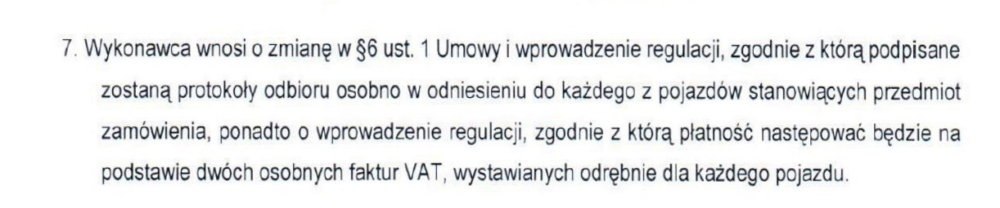 7. Wykonawca wnosi o zmianę w §6 ust. 1 Umowy i wprowadzenie regulacji, zgodnie z którą podpisane
zostaną protokoły odbioru osobno w odniesieniu do każdego z pojazdów stanowiących przedmiot
zamówienia, ponadto o wprowadzenie regulacji, zgodnie z którą płatność następować będzie na
podstawie dwóch osobnych faktur VAT, wystawianych odrębnie dla każdego pojazdu.